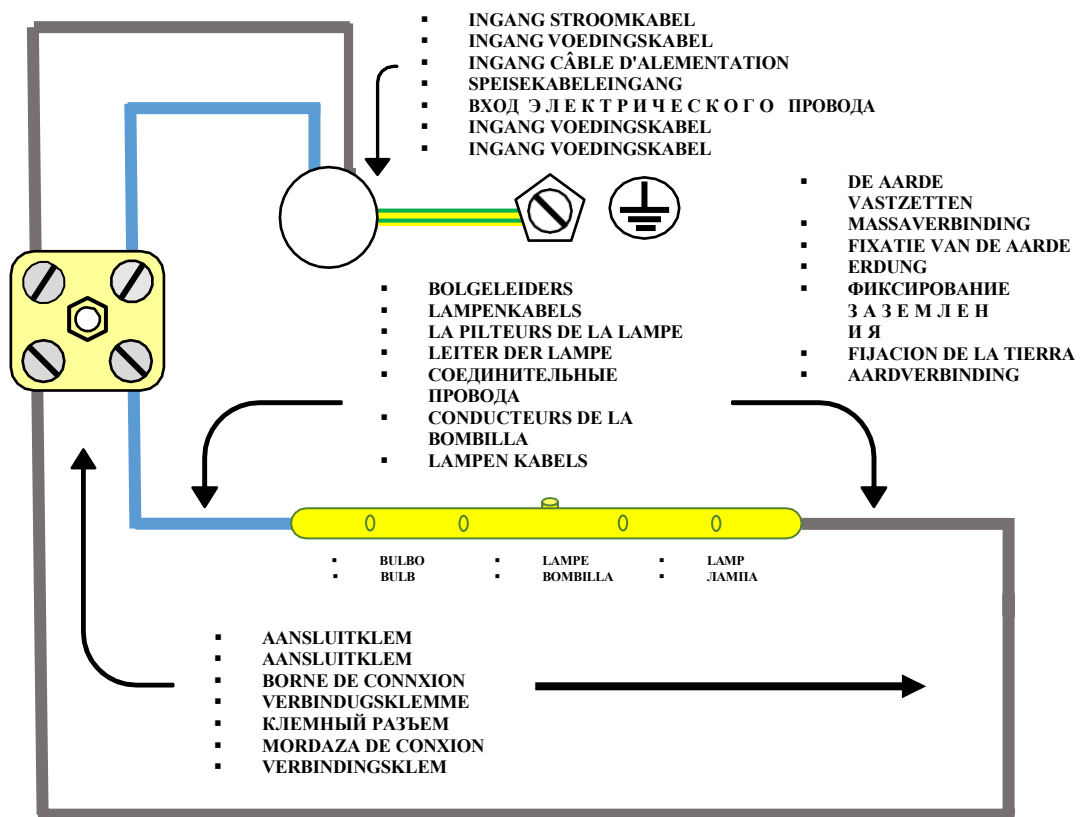 ▪ INGANG STROOMKABEL
▪ INGANG VOEDINGSKABEL
▪ INGANG CÂBLE D'ALEMENTATION
▪ SPEISEKABELEINGANG
▪ ВХОД Э Л Е К Т Р И Ч Е С К О Г О ПРОВОДА
▪ INGANG VOEDINGSKABEL
▪ INGANG VOEDINGSKABEL
▪ DE AARDE
VASTZETTEN
▪ MASSAVERBINDING
▪ FIXATIE VAN DE AARDE
▪ ERDUNG
▪ ФИКСИРОВАНИЕ
З А З Е М Л Е Н
И Я
▪ FIJACION DE LA TIERRA
▪ AARDVERBINDING
▪ BOLGELEIDERS
▪ LAMPENKABELS
▪ LA PILTEURS DE LA LAMPE
▪ LEITER DER LAMPE
▪ СОЕДИНИТЕЛЬНЫЕ
ПРОВОДА
▪ CONDUCTEURS DE LA
BOMBILLA
▪ LAMPEN KABELS
▪ BULBO ▪ LAMPE ▪ LAMP
▪ BULB ▪ BOMBILLA ▪ ЛАМПА
▪ AANSLUITKLEM
▪ AANSLUITKLEM
▪ BORNE DE CONNXION
▪ VERBINDUGSKLEMME
▪ КЛЕМНЫЙ РАЗЪЕМ
▪ MORDAZA DE CONXION
▪ VERBINDINGSKLEM